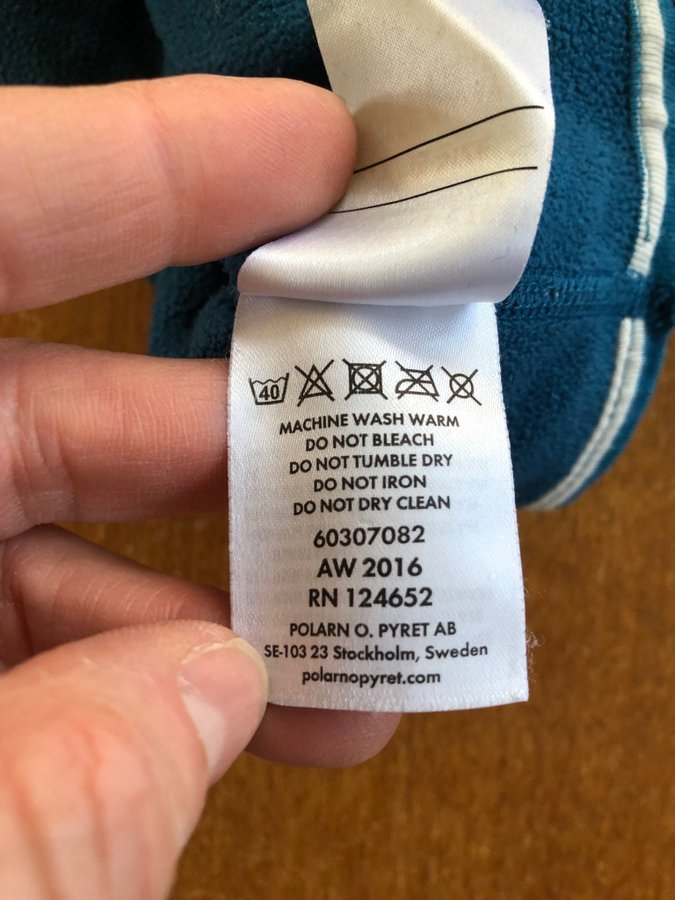 40
MACHINE WASH WARM
DO NOT BLEACH
DO NOT TUMBLE DRY
DO NOT IRON
DO NOT DRY CLEAN
60307082
AW 2016
RN 124652
POLARN O. PYRET AB
SE-103 23 Stockholm, Sweden
polarnopyret.com